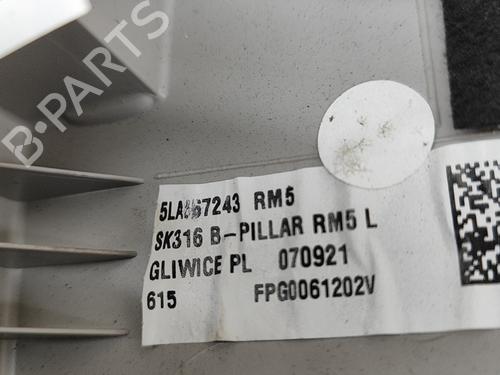 B-PARTS
5LA867243 RM5
SK316 B-PILLAR RM5 L
GLIWICE PL 070921
615 FPG0061202V